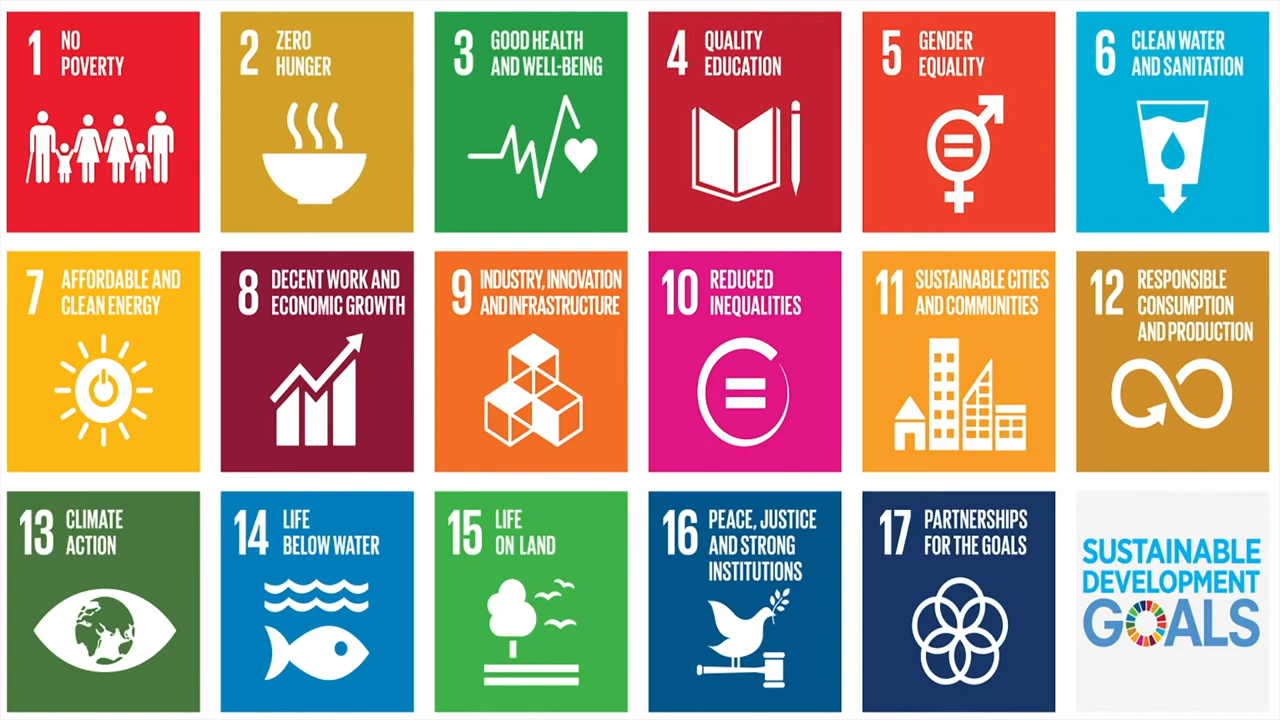 1 NO
POVERTY
2 ZERO
HUNGER
3 GOOD HEALTH
AND WELL-BEING
4 QUALITY
EDUCATION
5 GENDER
EQUALITY
6 CLEAN WATER
AND SANITATION
7 AFFORDABLE AND
CLEAN ENERGY
8 DECENT WORK AND
ECONOMIC GROWTH
9 INDUSTRY, INNOVATION
AND INFRASTRUCTURE
10 REDUCED
INEQUALITIES
11 SUSTAINABLE CITIES
AND COMMUNITIES
12 RESPONSIBLE
CONSUMPTION
AND PRODUCTION
13 CLIMATE
ACTION
14 LIFE
BELOW WATER
15 LIFE
ON LAND
16 PEACE, JUSTICE
AND STRONG
INSTITUTIONS
17 PARTNERSHIPS
FOR THE GOALS
SUSTAINABLE
DEVELOPMENT
GOALS